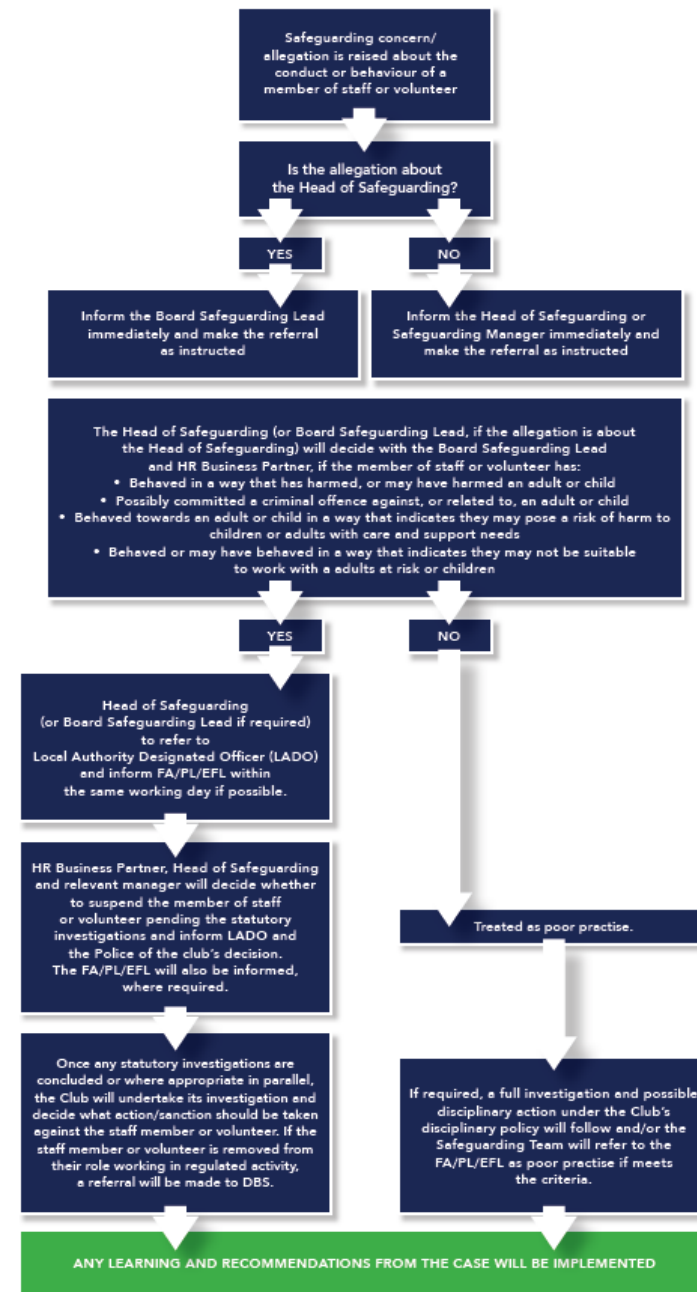 Safeguarding concern/
allegation is raised about the
conduct or behaviour of a
member of staff or volunteer
Is the allegation about
the Head of Safeguarding?
YES
NO
Inform the Board Safeguarding Lead
immediately and make the referral
as instructed
Inform the Head of Safeguarding or
Safeguarding Manager immediately and
make the referral as instructed
The Head of Safeguarding (or Board Safeguarding Lead, if the allegation is about
the Head of Safeguarding) will decide with the Board Safeguarding Lead
and HR Business Partner, if the member of staff or volunteer has:
• Behaved in a way that has harmed, or may have harmed an adult or child
• Possibly committed a criminal offence against, or related to, an adult or child
• Behaved towards an adult or child in a way that indicates they may pose a risk of harm to
children or adults with care and support needs
• Behaved or may have behaved in a way that indicates they may not be suitable
to work with a adults at risk or children
YES
NO
Head of Safeguarding
(or Board Safeguarding Lead if required)
to refer to
Local Authority Designated Officer (LADO)
and inform FA/PL/EFL within
the same working day if possible.
HR Business Partner, Head of Safeguarding
and relevant manager will decide whether
to suspend the member of staff
or volunteer pending the statutory
investigations and inform LADO and
the Police of the club's decision.
The FA/PL/EFL will also be informed,
where required.
Treated as poor practise.
Once any statutory investigations are
concluded or where appropriate in parallel,
the Club will undertake its investigation and
decide what action/sanction should be taken
against the staff member or volunteer. If the
staff member or volunteer is removed from
their role working in regulated activity,
a referral will be made to DBS.
If required, a full investigation and possible
disciplinary action under the Club's
disciplinary policy will follow and/or the
Safeguarding Team will refer to the
FA/PL/EFL as poor practise if meets
the criteria.
ANY LEARNING AND RECOMMENDATIONS FROM THE CASE WILL BE IMPLEMENTED